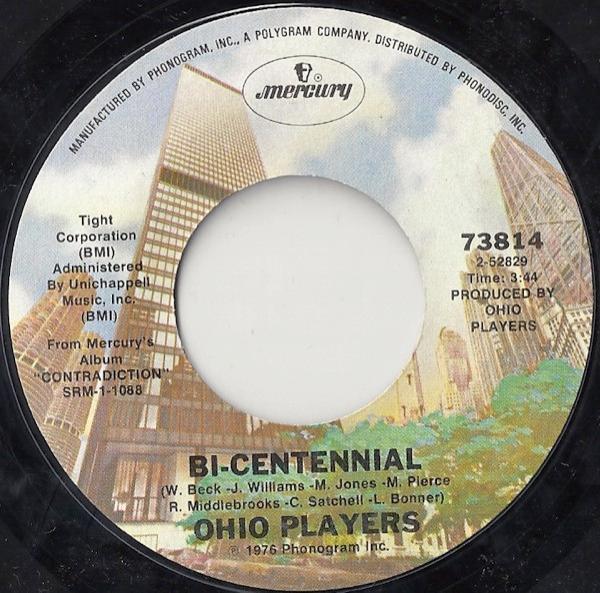 MANUFACTURED BY PHONOGRAM, INC., A POLYGRAM COMPANY, DISTRIBUTED BY PHONODISC, INC.
mercury
Tight
Corporation
(BMI)
Administered
By Unichappell
Music, Inc.
(BMI)
From Mercury's
Album
"CONTRADICTION"
SRM-1-1088
73814
2-52829
Time: 3:44
PRODUCED BY
OHIO
PLAYERS
BI-CENTENNIAL
(W. Beck -J. Williams -M. Jones -M. Pierce
R. Middlebrooks -C. Satchell -L. Bonner)
OHIO PLAYERS
℗ 1976 Phonogram Inc.